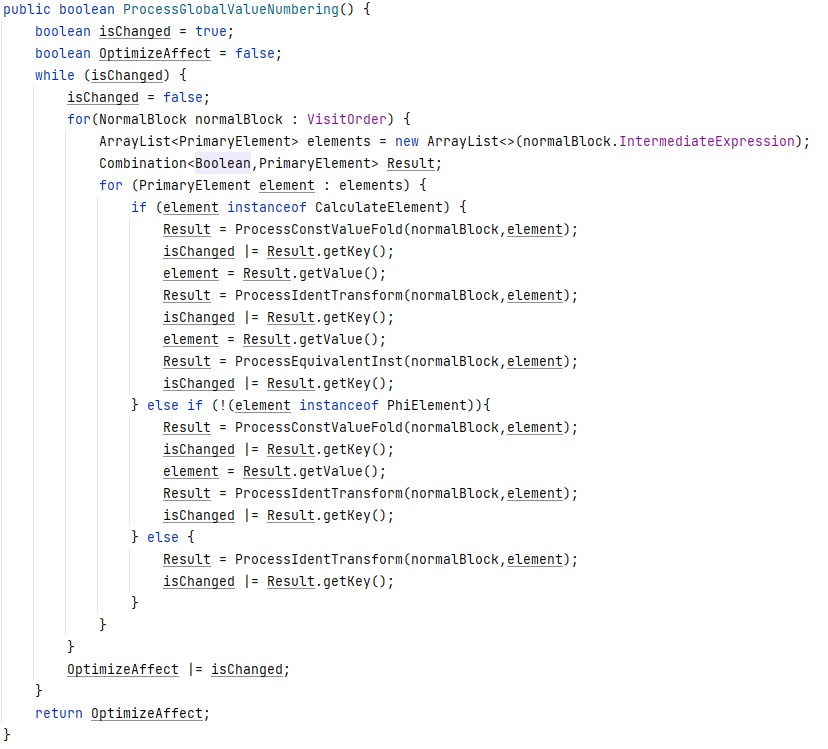 public boolean ProcessGlobalValueNumbering() {
    boolean isChanged = true;
    boolean OptimizeAffect = false;
    while (isChanged) {
        isChanged = false;
        for(NormalBlock normalBlock : VisitOrder) {
            ArrayList<PrimaryElement> elements = new ArrayList<>(normalBlock.IntermediateExpression);
            Combination<Boolean,PrimaryElement> Result;
            for (PrimaryElement element : elements) {
                if (element instanceof CalculateElement) {
                    Result = ProcessConstValueFold(normalBlock,element);
                    isChanged |= Result.getKey();
                    element = Result.getValue();
                    Result = ProcessIdentTransform(normalBlock,element);
                    isChanged |= Result.getKey();
                    element = Result.getValue();
                    Result = ProcessEquivalentInst(normalBlock,element);
                    isChanged |= Result.getKey();
                } else if (!(element instanceof PhiElement)){
                    Result = ProcessConstValueFold(normalBlock,element);
                    isChanged |= Result.getKey();
                    element = Result.getValue();
                    Result = ProcessIdentTransform(normalBlock,element);
                    isChanged |= Result.getKey();
                } else {
                    Result = ProcessIdentTransform(normalBlock,element);
                    isChanged |= Result.getKey();
                }
            }
        }
        OptimizeAffect |= isChanged;
    }
    return OptimizeAffect;
}